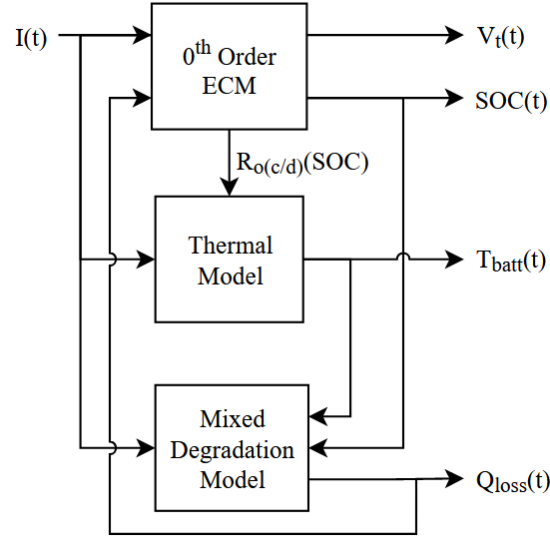 I(t)
0th Order
ECM
Vt(t)
SOC(t)
Ro(c/d)(SOC)
Thermal
Model
Tbatt(t)
Mixed
Degradation
Model
Qloss(t)